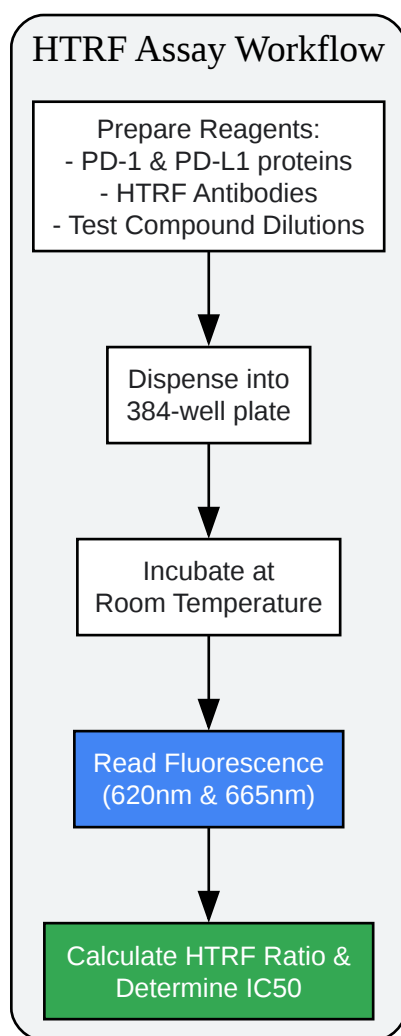 HTRF Assay Workflow
Prepare Reagents:
- PD-1 & PD-L1 proteins
- HTRF Antibodies
- Test Compound Dilutions
Dispense into
384-well plate
Incubate at
Room Temperature
Read Fluorescence
(620nm & 665nm)
Calculate HTRF Ratio &
Determine IC50